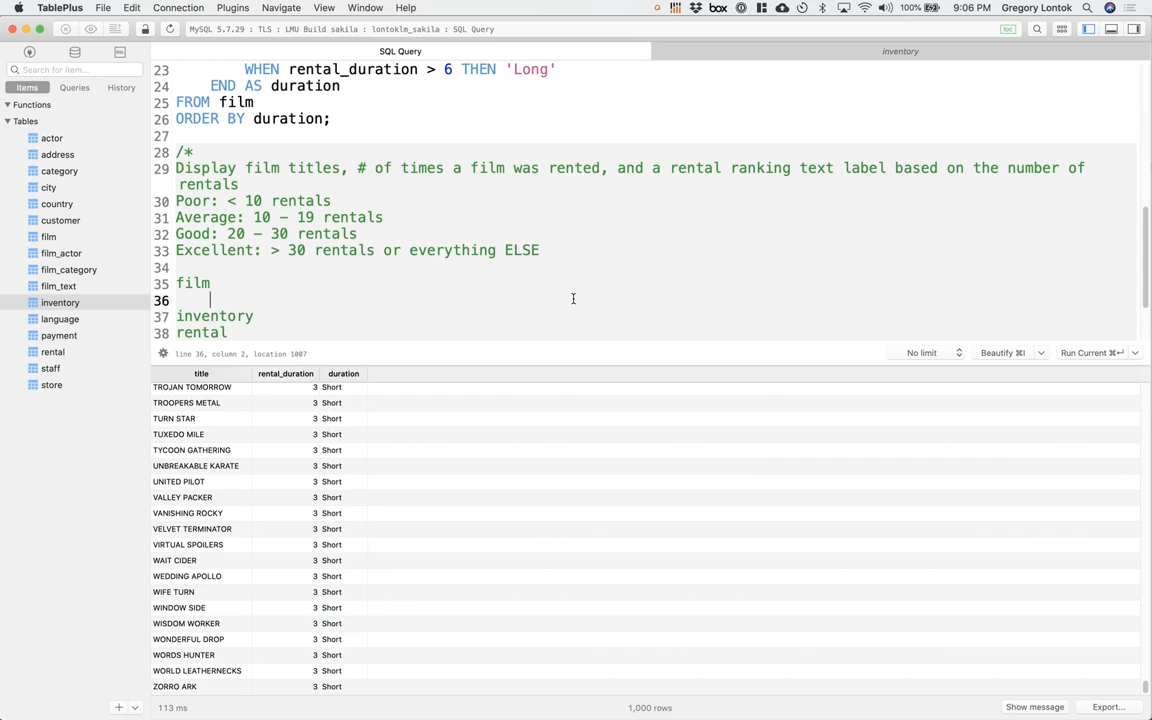 TablePlus File Edit Connection Plugins Navigate View Window Help box 100% 9:06 PM Gregory Lontok
MySQL 5.7.29 : TLS : LMU Build sakila : lontoklm_sakila : SQL Query loc
SQL Query inventory
Search for item...
Items Queries History
Functions
Tables
actor
address
category
city
country
customer
film
film_actor
film_category
film_text
inventory
language
payment
rental
staff
store
23 WHEN rental_duration > 6 THEN 'Long'
24 END AS duration
25 FROM film
26 ORDER BY duration;
27
28 /*
29 Display film titles, # of times a film was rented, and a rental ranking text label based on the number of
rentals
30 Poor: < 10 rentals
31 Average: 10 - 19 rentals
32 Good: 20 - 30 rentals
33 Excellent: > 30 rentals or everything ELSE
34
35 film
36
37 inventory
38 rental
line 36, column 2, location 1007 No limit Beautify ⌘I Run Current ⌘↵
title rental_duration duration
TROJAN TOMORROW 3 Short
TROOPERS METAL 3 Short
TURN STAR 3 Short
TUXEDO MILE 3 Short
TYCOON GATHERING 3 Short
UNBREAKABLE KARATE 3 Short
UNITED PILOT 3 Short
VALLEY PACKER 3 Short
VANISHING ROCKY 3 Short
VELVET TERMINATOR 3 Short
VIRTUAL SPOILERS 3 Short
WAIT CIDER 3 Short
WEDDING APOLLO 3 Short
WIFE TURN 3 Short
WINDOW SIDE 3 Short
WISDOM WORKER 3 Short
WONDERFUL DROP 3 Short
WORDS HUNTER 3 Short
WORLD LEATHERNECKS 3 Short
ZORRO ARK 3 Short
113 ms 1,000 rows Show message Export...